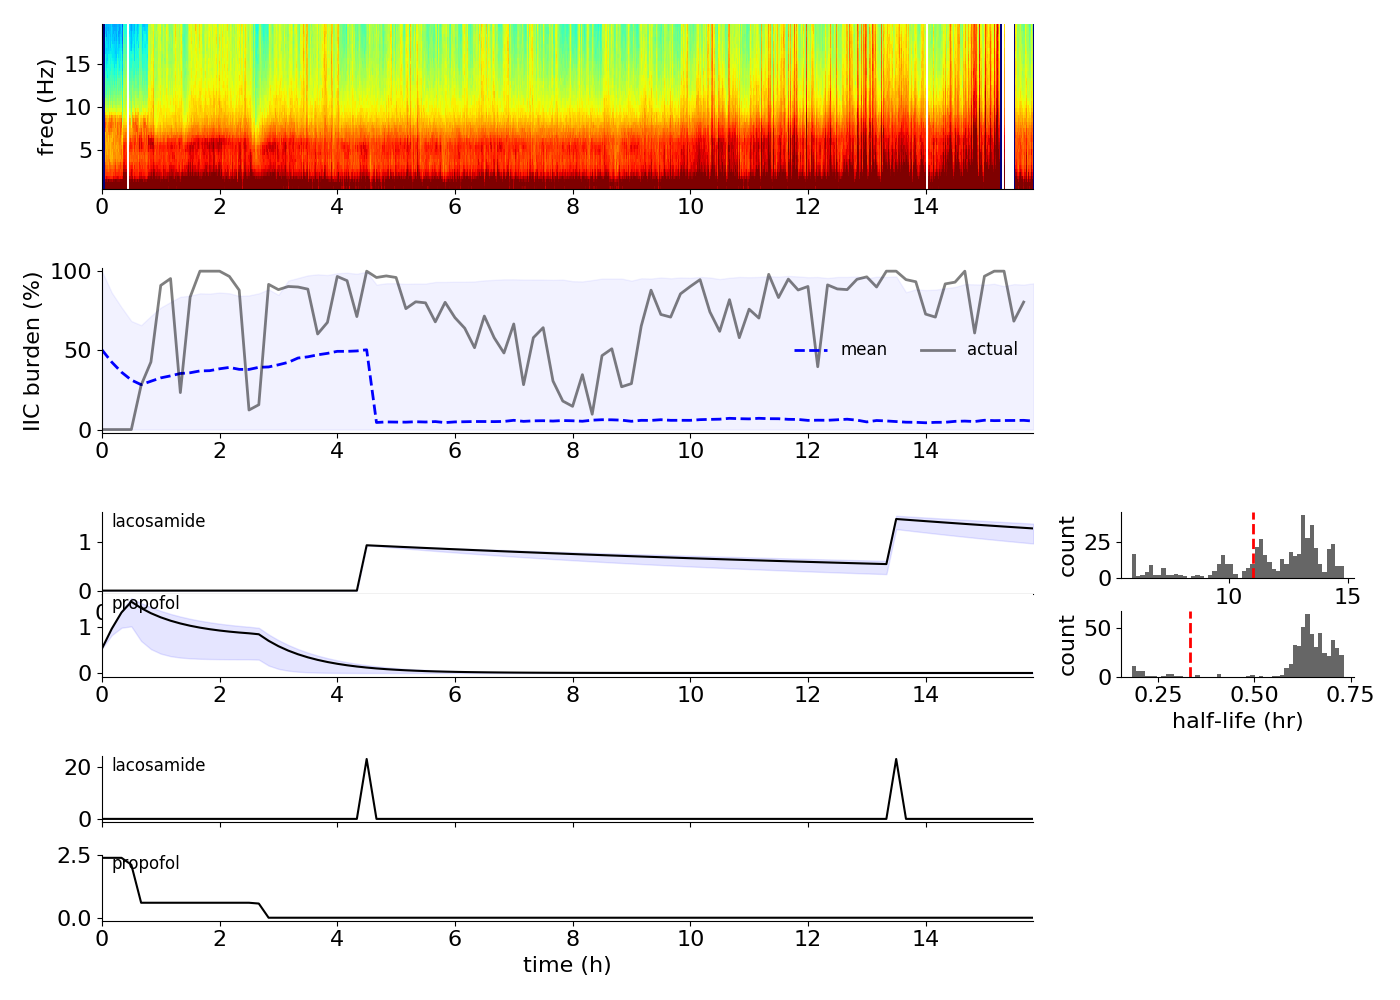 freq (Hz)
15
10
5
0 2 4 6 8 10 12 14
IIC burden (%)
100
50
0
mean
actual
0 2 4 6 8 10 12 14
lacosamide
1
0
0
propofol
1
0
0 2 4 6 8 10 12 14
count
25
0
10 15
count
50
0
0.25 0.50 0.75
half-life (hr)
lacosamide
20
0
propofol
2.5
0.0
0 2 4 6 8 10 12 14
time (h)